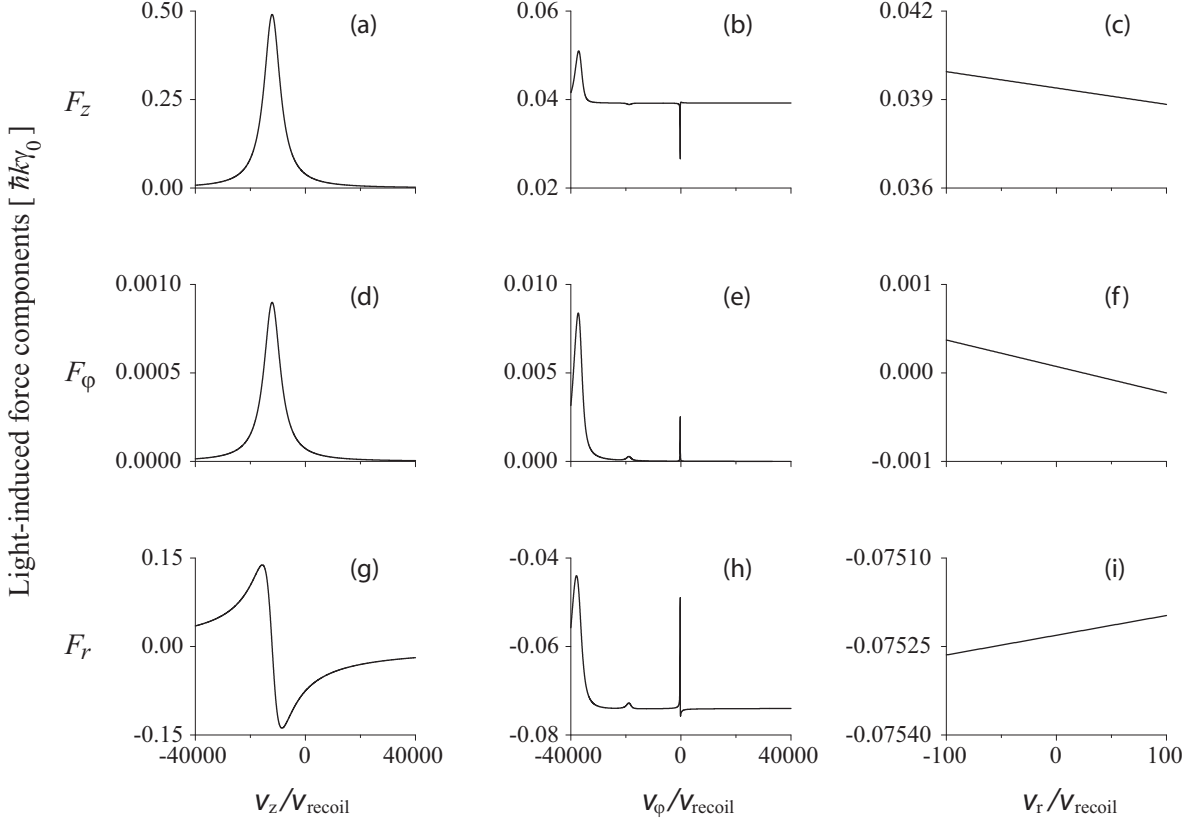 Light-induced force components [ ħkγ0 ]
Fz
0.50
0.25
0.00
(a)
0.06
0.04
0.02
(b)
0.042
0.039
0.036
(c)
Fφ
0.0010
0.0005
0.0000
(d)
0.010
0.005
0.000
(e)
0.001
0.000
-0.001
(f)
Fr
0.15
0.00
-0.15
(g)
-0.04
-0.06
-0.08
(h)
-0.07510
-0.07525
-0.07540
(i)
-40000 0 40000
-40000 0 40000
-100 0 100
vz/vrecoil
vφ/vrecoil
vr/vrecoil